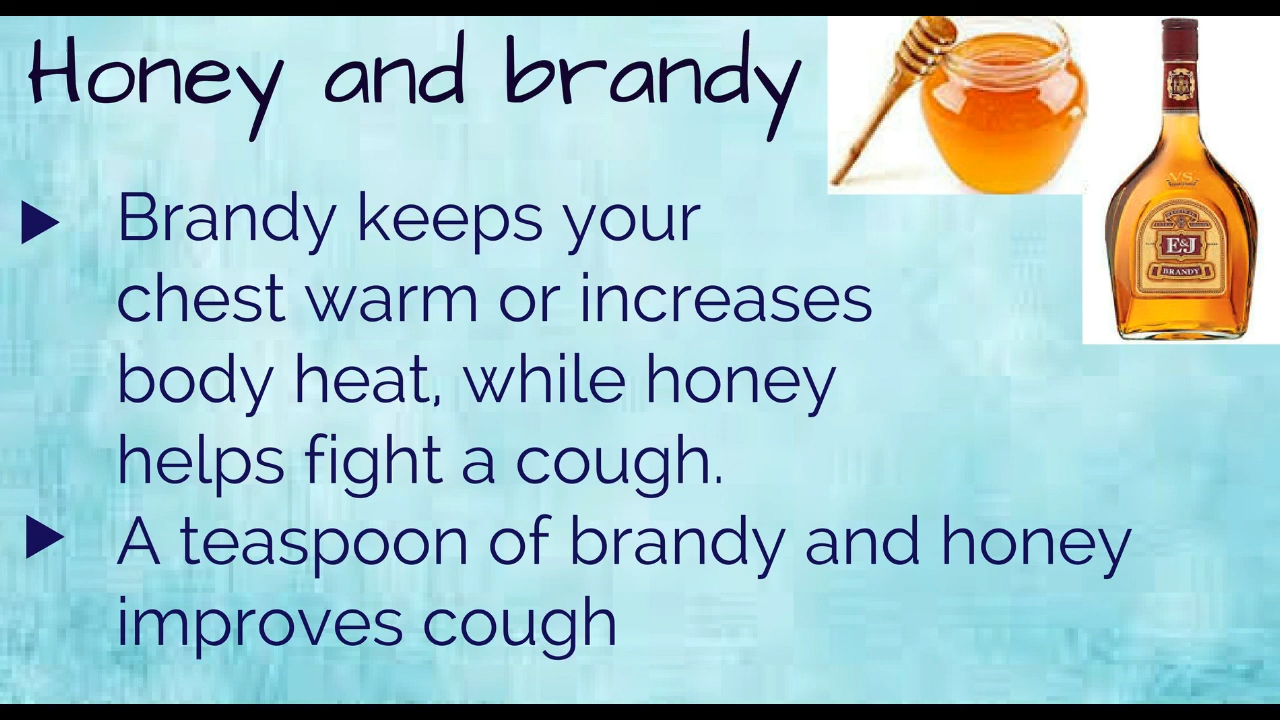 Honey and brandy
Brandy keeps your
chest warm or increases
body heat, while honey
helps fight a cough.
A teaspoon of brandy and honey
improves cough
VS
E&J
BRANDY